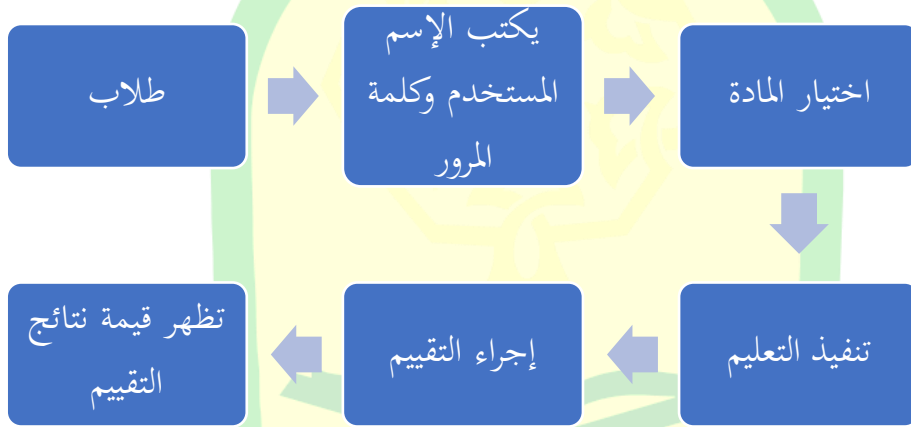 طلاب
يكتب الإسم
المستخدم وكلمة
المرور
اختيار المادة
تنفيذ التعليم
إجراء التقييم
تظهر قيمة نتائج
التقييم